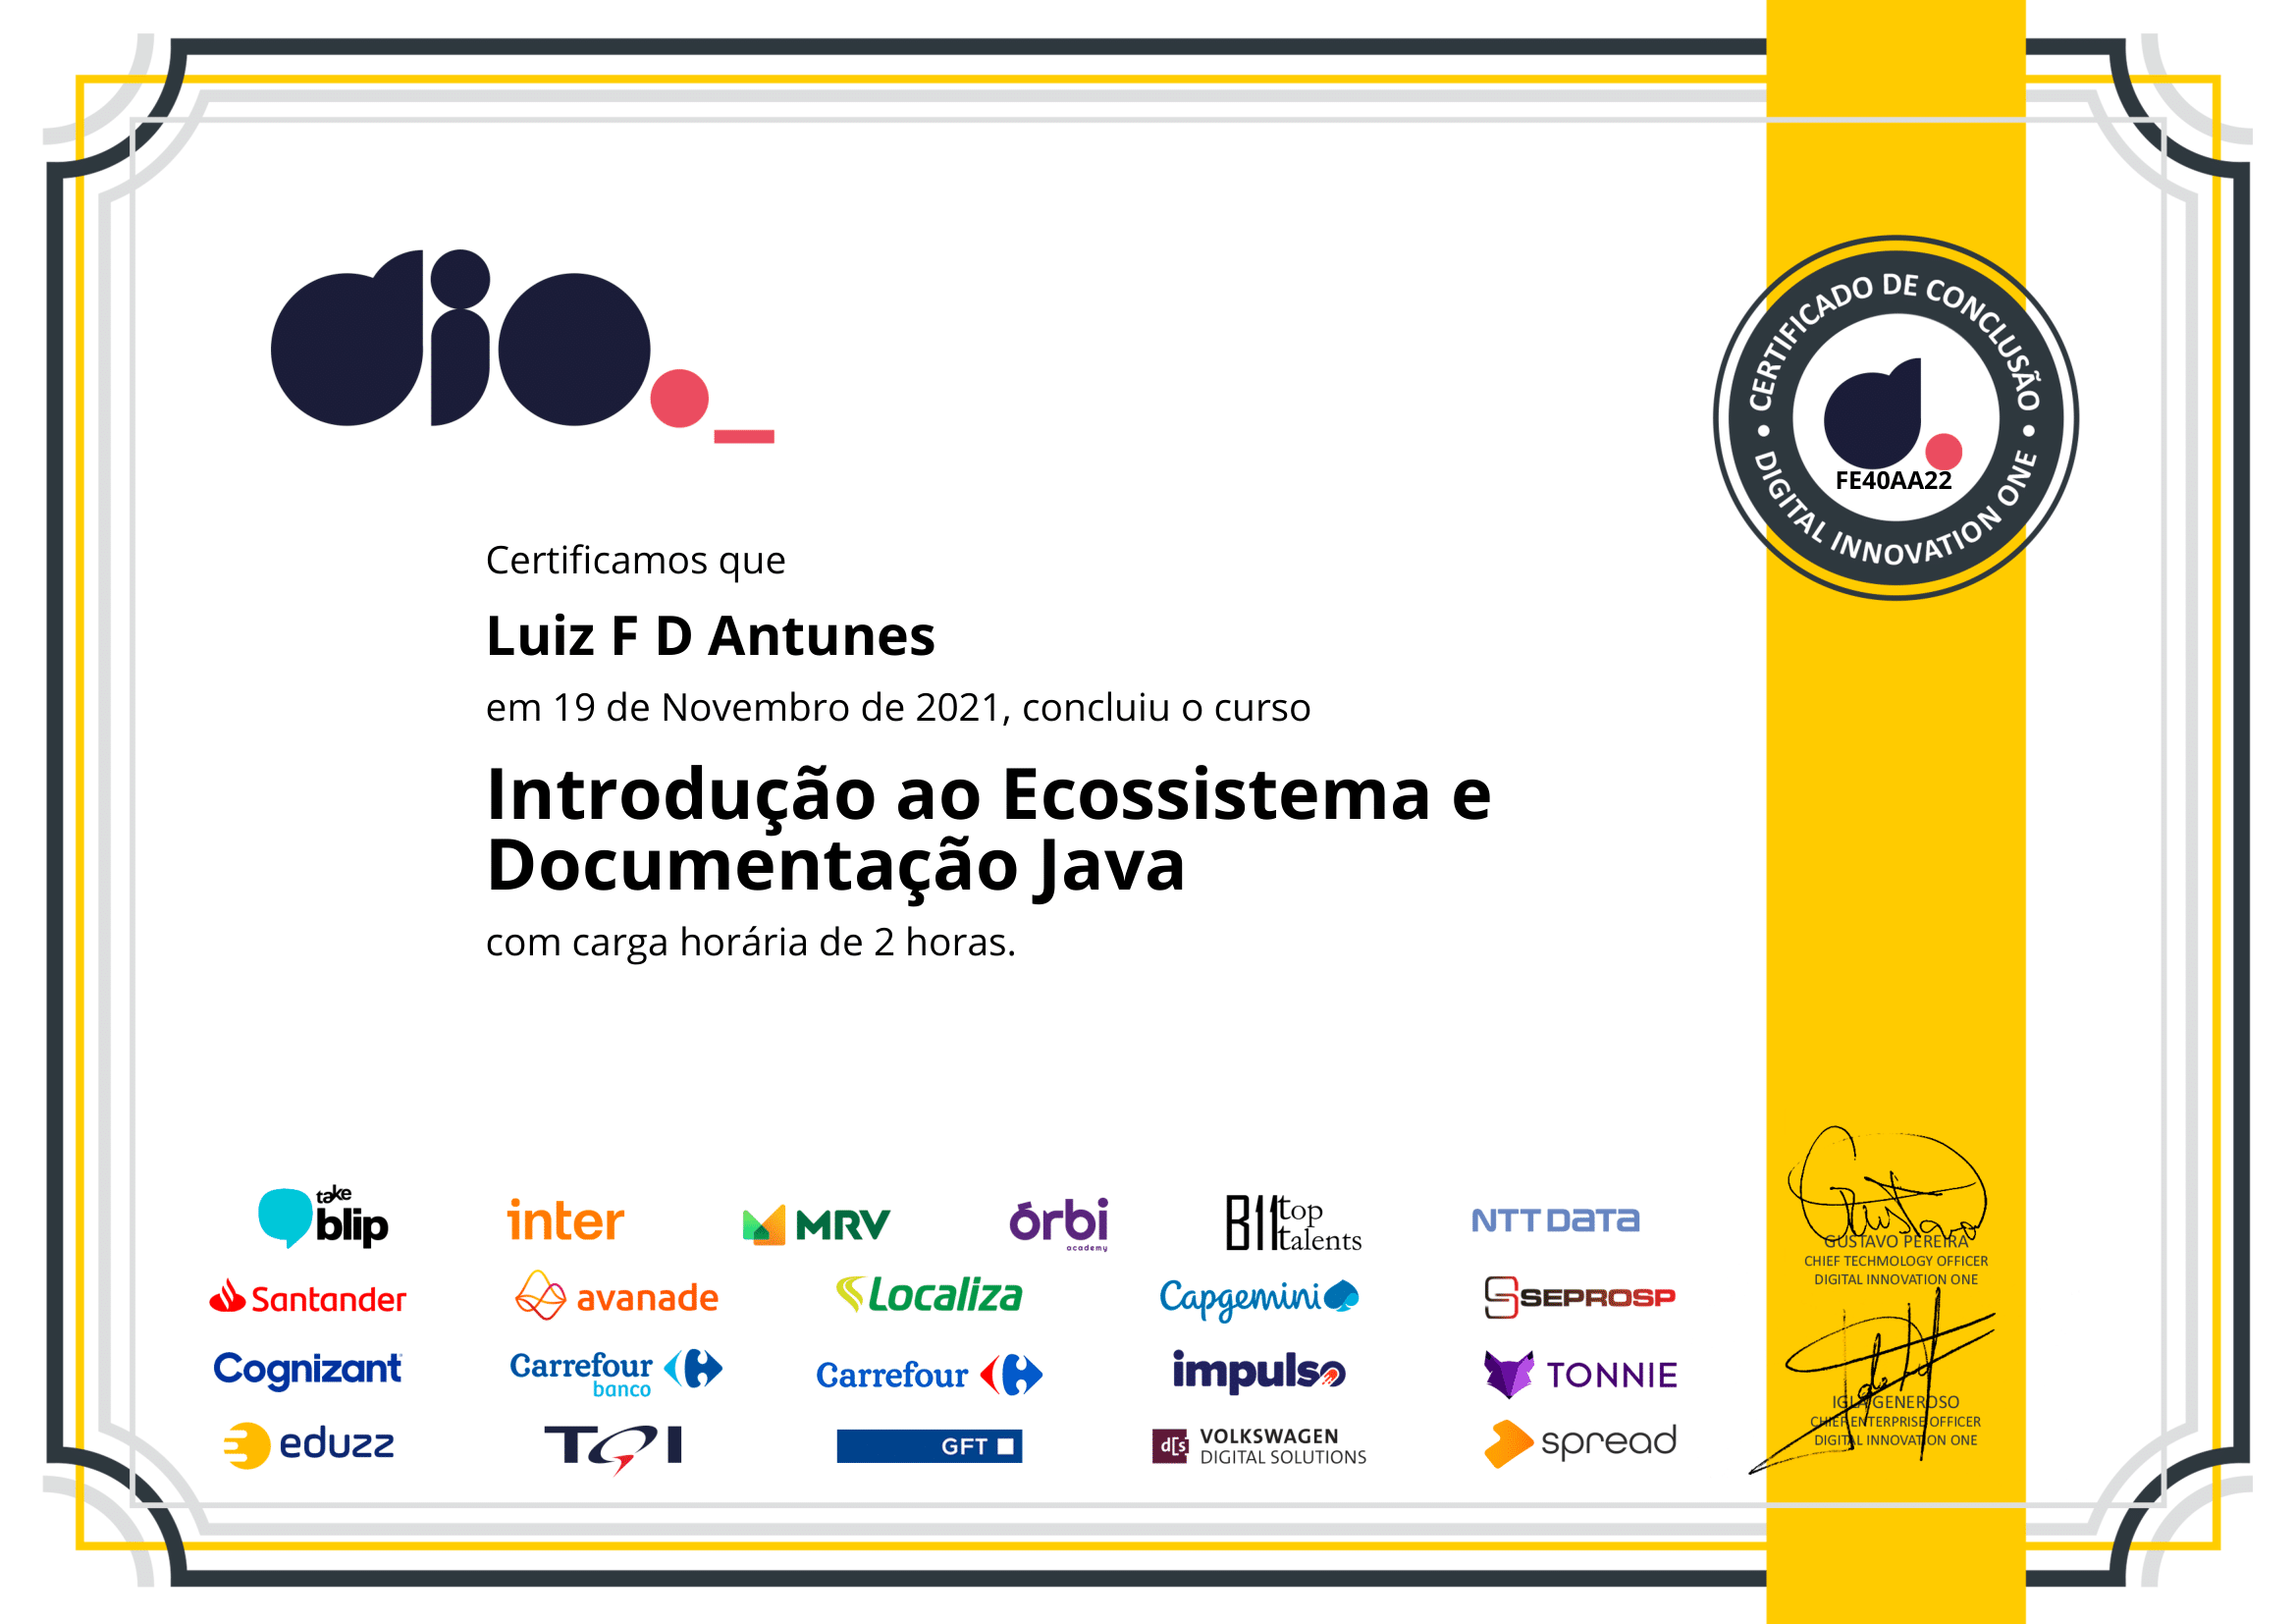 dio._
CERTIFICADO DE CONCLUSÃO
FE40AA22
DIGITAL INNOVATION ONE
Certificamos que
Luiz F D Antunes
em 19 de Novembro de 2021, concluiu o curso
Introdução ao Ecossistema e
Documentação Java
com carga horária de 2 horas.
take
blip
inter
MRV
órbi
academy
B11 top
talents
NTT DATA
Santander
avanade
Localiza
Capgemini
SEPROSP
Cognizant
Carrefour
banco
Carrefour
impulso
TONNIE
eduzz
TQI
GFT
d[s]
VOLKSWAGEN
DIGITAL SOLUTIONS
spread
GUSTAVO PEREIRA
CHIEF TECHMOLOGY OFFICER
DIGITAL INNOVATION ONE
IGLA GENEROSO
CHIEF ENTERPRISE OFFICER
DIGITAL INNOVATION ONE